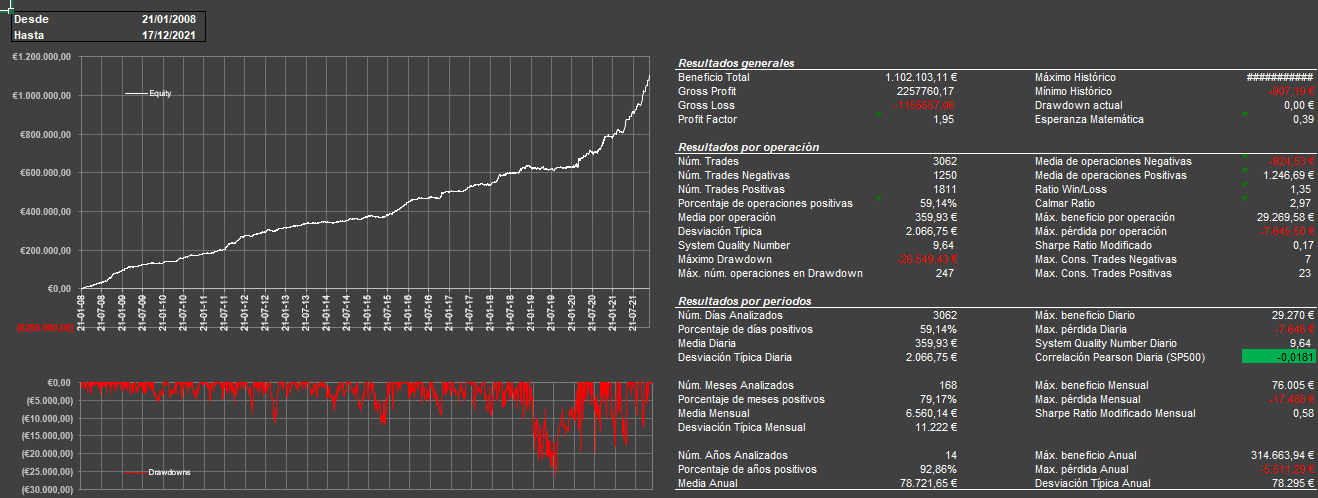 Desde 21/01/2008
Hasta 17/12/2021
€1.200.000,00
€1.000.000,00
€800.000,00
€600.000,00
€400.000,00
€200.000,00
€0,00
(€200.000,00)
Equity
21-01-08
21-07-08
21-01-09
21-07-09
21-01-10
21-07-10
21-01-11
21-07-11
21-01-12
21-07-12
21-01-13
21-07-13
21-01-14
21-07-14
21-01-15
21-07-15
21-01-16
21-07-16
21-01-17
21-07-17
21-01-18
21-07-18
21-01-19
21-07-19
21-01-20
21-07-20
21-01-21
21-07-21
€0,00
(€5.000,00)
(€10.000,00)
(€15.000,00)
(€20.000,00)
(€25.000,00)
(€30.000,00)
Drawdowns
Resultados generales
Beneficio Total 1.102.103,11 € Máximo Histórico ###########
Gross Profit 2257760,17 Mínimo Histórico -907,19 €
Gross Loss -1155657,06 Drawdown actual 0,00 €
Profit Factor 1,95 Esperanza Matemática 0,39
Resultados por operación
Núm. Trades 3062 Media de operaciones Negativas -924,53 €
Núm. Trades Negativas 1250 Media de operaciones Positivas 1.246,69 €
Núm. Trades Positivas 1811 Ratio Win/Loss 1,35
Porcentaje de operaciones positivas 59,14% Calmar Ratio 2,97
Media por operación 359,93 € Máx. beneficio por operación 29.269,58 €
Desviación Típica 2.066,75 € Máx. pérdida por operación -7.645,50 €
System Quality Number 9,64 Sharpe Ratio Modificado 0,17
Máximo Drawdown -26.549,43 € Max. Cons. Trades Negativas 7
Máx. núm. operaciones en Drawdown 247 Max. Cons. Trades Positivas 23
Resultados por periodos
Núm. Días Analizados 3062 Máx. beneficio Diario 29.270 €
Porcentaje de días positivos 59,14% Max. pérdida Diaria -7.646 €
Media Diaria 359,93 € System Quality Number Diario 9,64
Desviación Típica Diaria 2.066,75 € Correlación Pearson Diaria (SP500) -0,0181
Núm. Meses Analizados 168 Máx. beneficio Mensual 76.005 €
Porcentaje de meses positivos 79,17% Max. pérdida Mensual -17.488 €
Media Mensual 6.560,14 € Sharpe Ratio Modificado Mensual 0,58
Desviación Típica Mensual 11.222 €
Núm. Años Analizados 14 Máx. beneficio Anual 314.663,94 €
Porcentaje de años positivos 92,86% Max. pérdida Anual -5.511,29 €
Media Anual 78.721,65 € Desviación Típica Anual 78.295 €